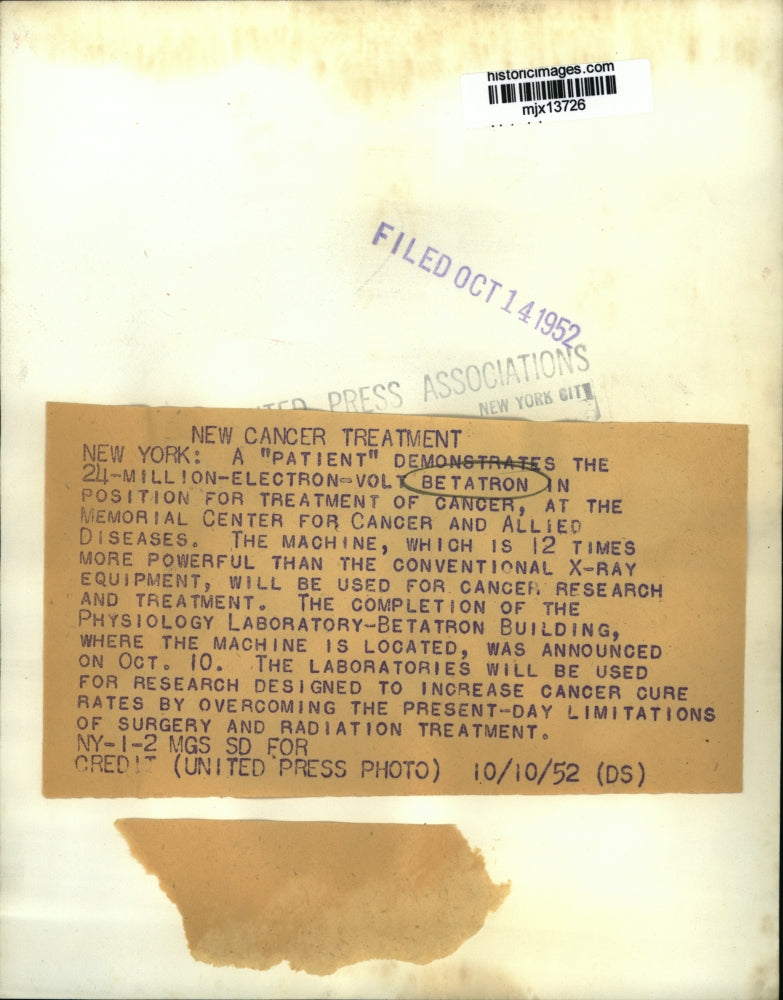 historicimages.com
mjx13726
FILED OCT 14 1952
PRESS ASSOCIATIONS
NEW YORK CITY
NEW CANCER TREATMENT
NEW YORK: A "PATIENT" DEMONSTRATES THE
24-MILLION-ELECTRON-VOLT BETATRON IN
POSITION FOR TREATMENT OF CANCER, AT THE
MEMORIAL CENTER FOR CANCER AND ALLIED
DISEASES. THE MACHINE, WHICH IS 12 TIMES
MORE POWERFUL THAN THE CONVENTIONAL X-RAY
EQUIPMENT, WILL BE USED FOR CANCER RESEARCH
AND TREATMENT. THE COMPLETION OF THE
PHYSIOLOGY LABORATORY-BETATRON BUILDING,
WHERE THE MACHINE IS LOCATED, WAS ANNOUNCED
ON OCT. 10. THE LABORATORIES WILL BE USED
FOR RESEARCH DESIGNED TO INCREASE CANCER CURE
RATES BY OVERCOMING THE PRESENT-DAY LIMITATIONS
OF SURGERY AND RADIATION TREATMENT.
NY-1-2 MGS SD FOR
CREDIT (UNITED PRESS PHOTO) 10/10/52 (DS)